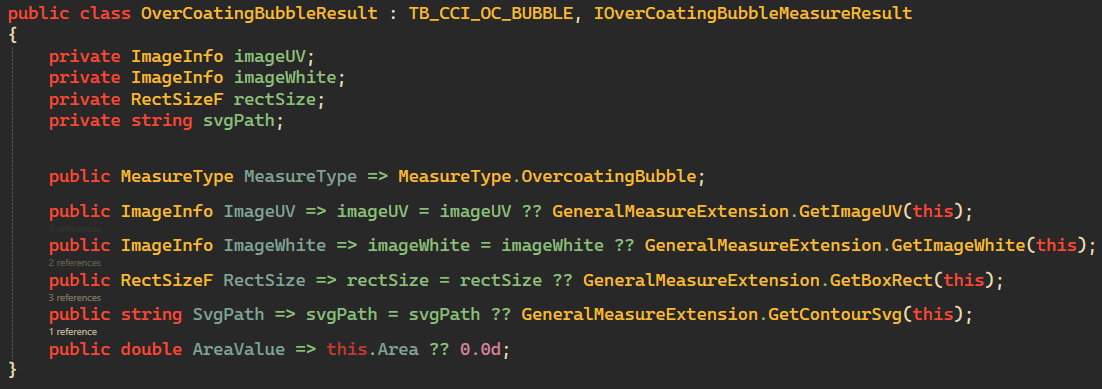 public class OverCoatingBubbleResult : TB_CCI_OC_BUBBLE, IOverCoatingBubbleMeasureResult
{
    private ImageInfo imageUV;
    private ImageInfo imageWhite;
    private RectSizeF rectSize;
    private string svgPath;

    public MeasureType MeasureType => MeasureType.OvercoatingBubble;
    public ImageInfo ImageUV => imageUV = imageUV ?? GeneralMeasureExtension.GetImageUV(this);
    3 references
    public ImageInfo ImageWhite => imageWhite = imageWhite ?? GeneralMeasureExtension.GetImageWhite(this);
    2 references
    public RectSizeF RectSize => rectSize = rectSize ?? GeneralMeasureExtension.GetBoxRect(this);
    3 references
    public string SvgPath => svgPath = svgPath ?? GeneralMeasureExtension.GetContourSvg(this);
    1 reference
    public double AreaValue => this.Area ?? 0.0d;
}